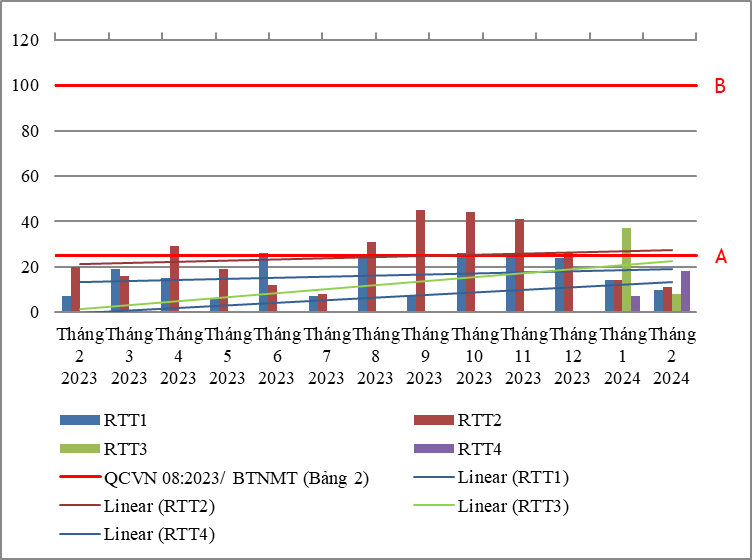 120
100
B
80
60
40
A
20
0
Tháng Tháng Tháng Tháng Tháng Tháng Tháng Tháng Tháng Tháng Tháng Tháng Tháng
2 3 4 5 6 7 8 9 10 11 12 1 2
2023 2023 2023 2023 2023 2023 2023 2023 2023 2023 2023 2024 2024
RTT1 RTT2
RTT3 RTT4
QCVN 08:2023/ BTNMT (Bảng 2) Linear (RTT1)
Linear (RTT2) Linear (RTT3)
Linear (RTT4)